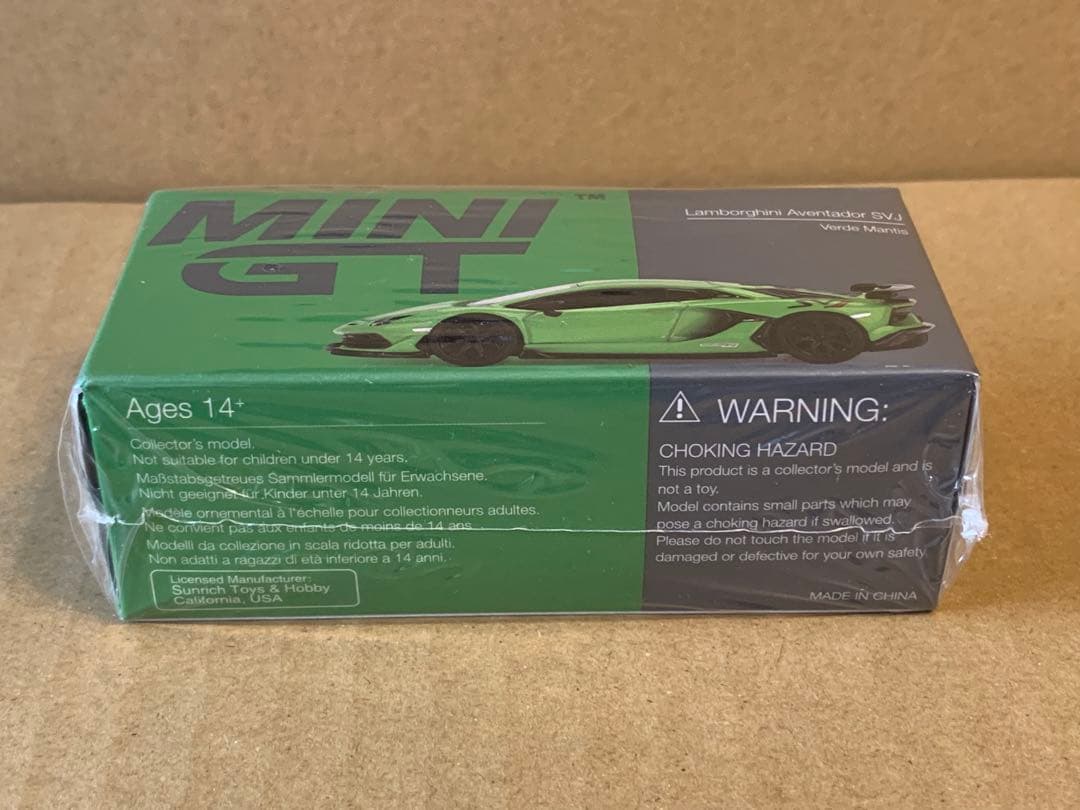 MINI
GT
TM
Lamborghini Aventador SVJ
Verde Mantis
Ages 14+
Collector's model.
Not suitable for children under 14 years.
Maßstabsgetreues Sammlermodell für Erwachsene.
Nicht geeignet für Kinder unter 14 Jahren.
Modèle ornemental à l'échelle pour collectionneurs adultes.
Ne convient pas aux enfants de moins de 14 ans
Modelli da collezione in scala ridotta per adulti.
Non adatti a ragazzi di età inferiore a 14 anni.
Licensed Manufacturer:
Sunrich Toys & Hobby
California, USA
WARNING:
CHOKING HAZARD
This product is a collector's model and is
not a toy.
Model contains small parts which may
pose a choking hazard if swallowed.
Please do not touch the model if it is
damaged or defective for your own safety
MADE IN CHINA